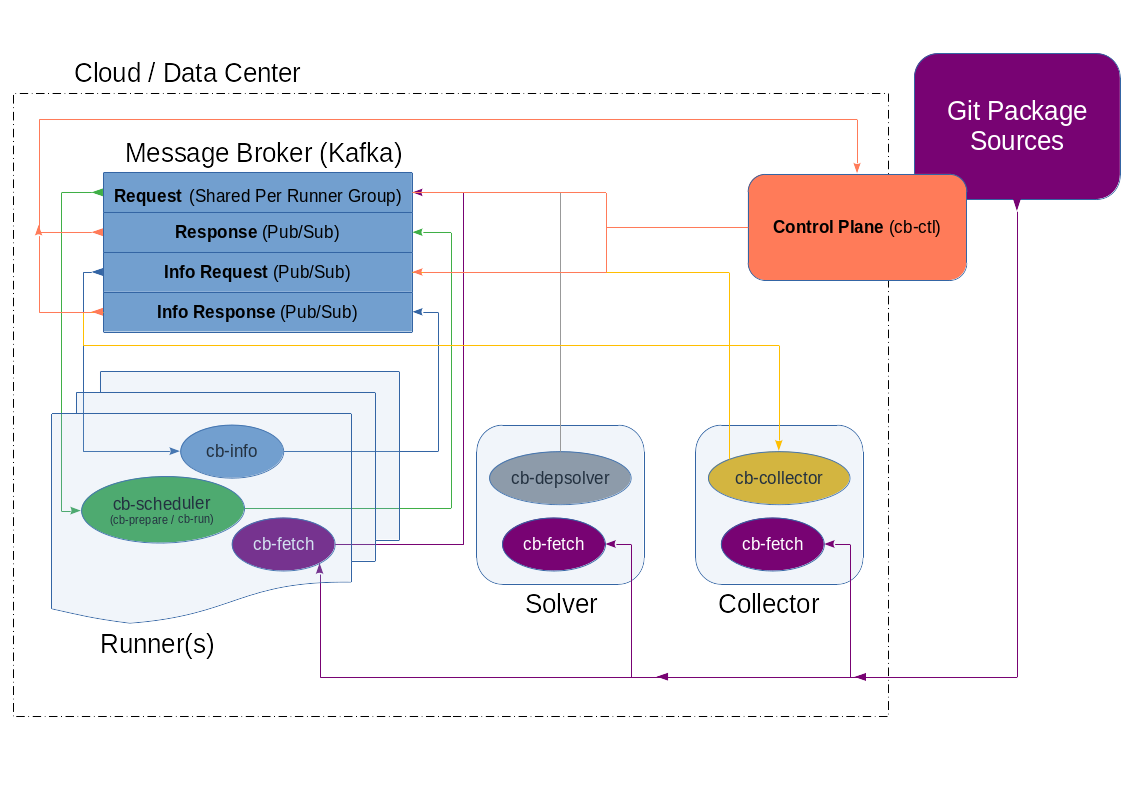 Cloud / Data Center
Git Package
Sources
Message Broker (Kafka)
Request (Shared Per Runner Group)
Response (Pub/Sub)
Control Plane (cb-ctl)
Info Request (Pub/Sub)
Info Response (Pub/Sub)
cb-info
cb-scheduler
(cb-prepare / cb-run)
cb-fetch
Runner(s)
cb-depsolver
cb-fetch
Solver
cb-collector
cb-fetch
Collector